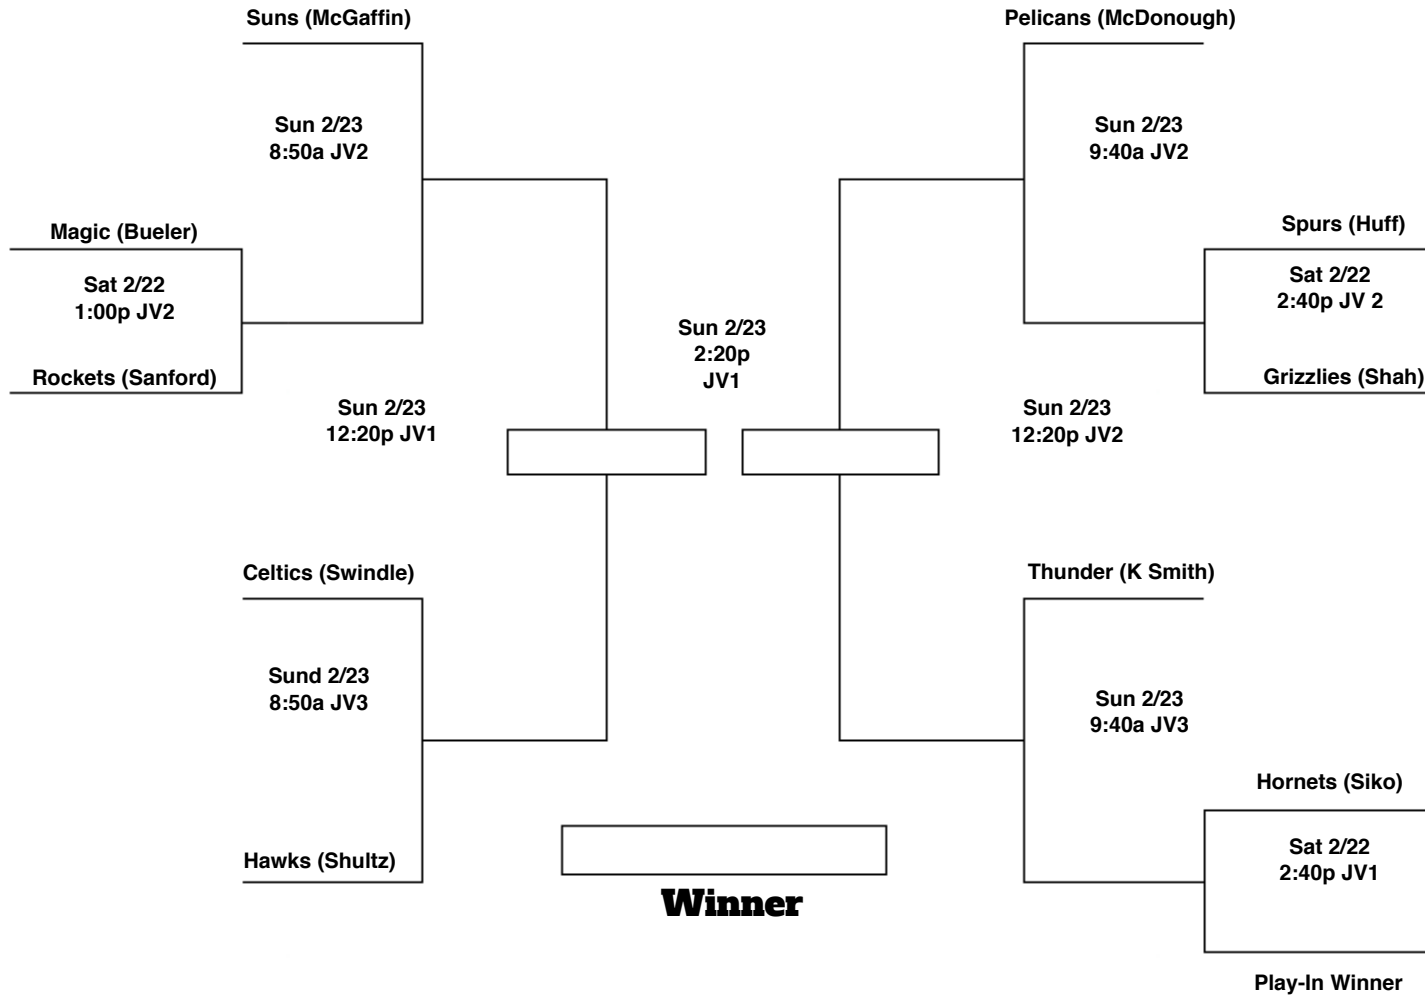 Suns (McGaffin)
Pelicans (McDonough)
Sun 2/23
8:50a JV2
Sun 2/23
9:40a JV2
Magic (Bueler)
Spurs (Huff)
Sat 2/22
1:00p JV2
Sat 2/22
2:40p JV 2
Rockets (Sanford)
Grizzlies (Shah)
Sun 2/23
2:20p
JV1
Sun 2/23
12:20p JV1
Sun 2/23
12:20p JV2
Celtics (Swindle)
Thunder (K Smith)
Sund 2/23
8:50a JV3
Sun 2/23
9:40a JV3
Hornets (Siko)
Hawks (Shultz)
Sat 2/22
2:40p JV1
Winner
Play-In Winner